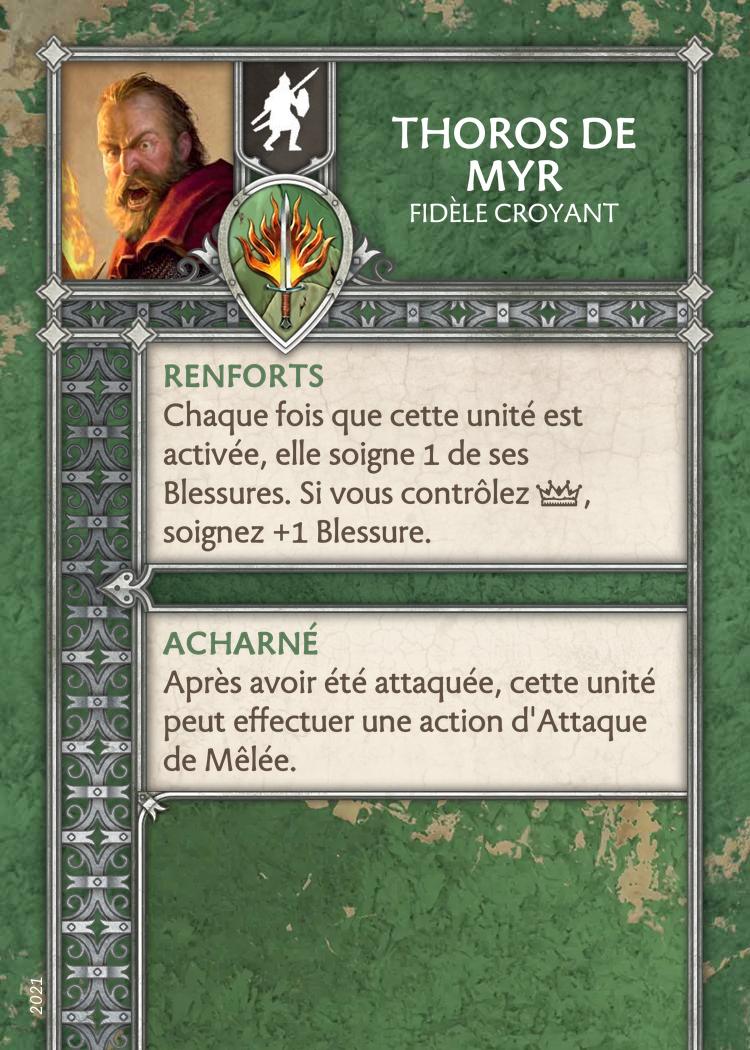 THOROS DE
MYR
FIDÈLE CROYANT
RENFORTS
Chaque fois que cette unité est
activée, elle soigne 1 de ses
Blessures. Si vous contrôlez ,
soignez +1 Blessure.
ACHARNÉ
Après avoir été attaquée, cette unité
peut effectuer une action d'Attaque
de Mêlée.
2021